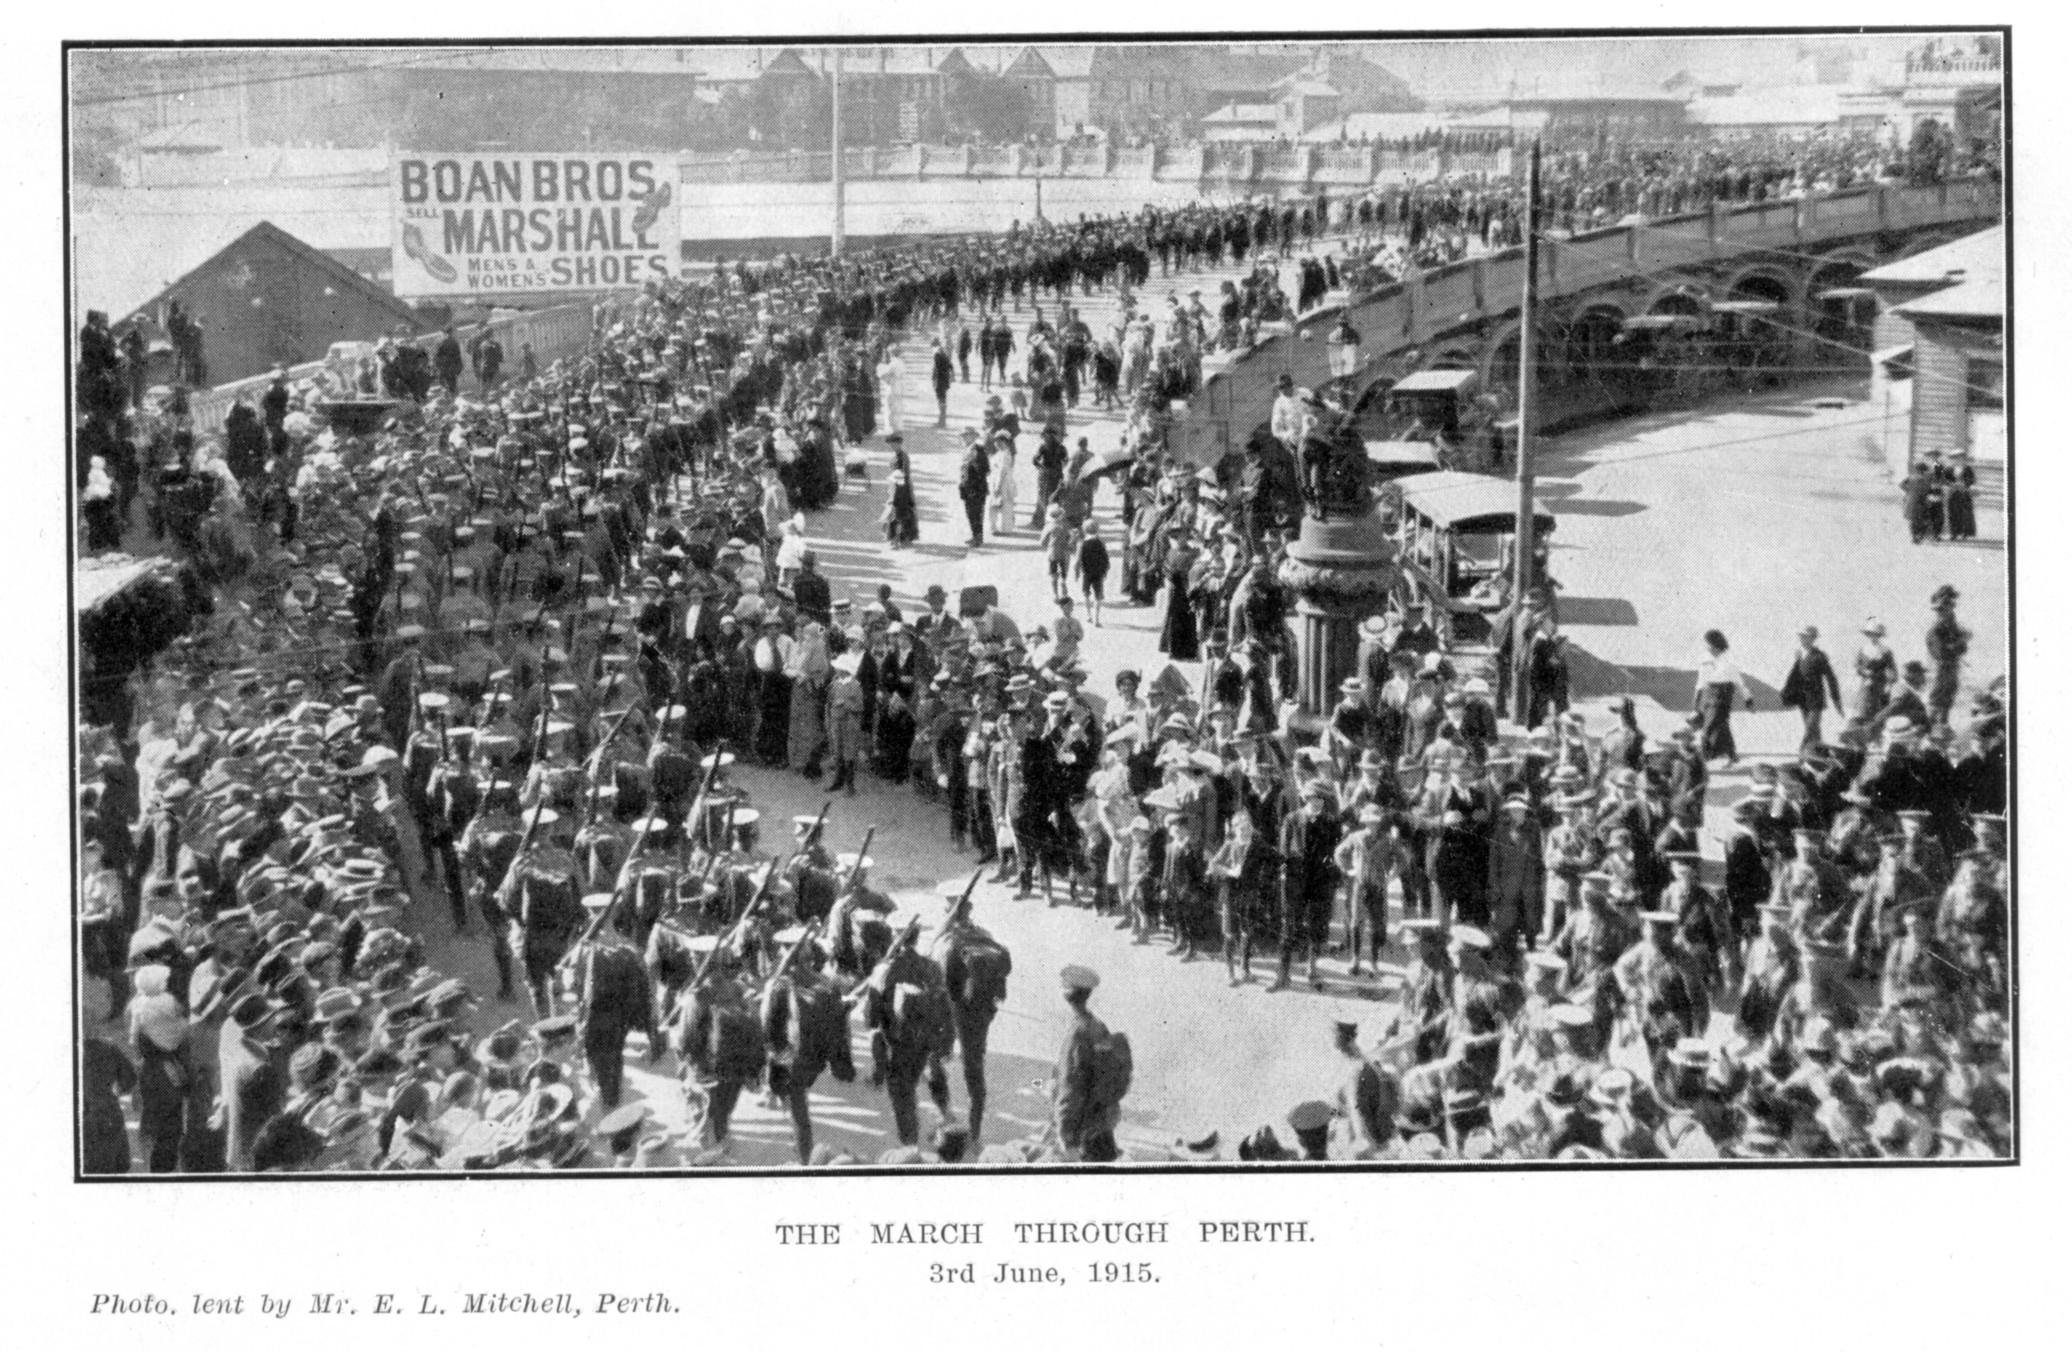 BOAN BROS.
SELL MARSHALL
MENS & WOMEN'S SHOES
THE MARCH THROUGH PERTH.
3rd June, 1915.
Photo. lent by Mr. E. L. Mitchell, Perth.